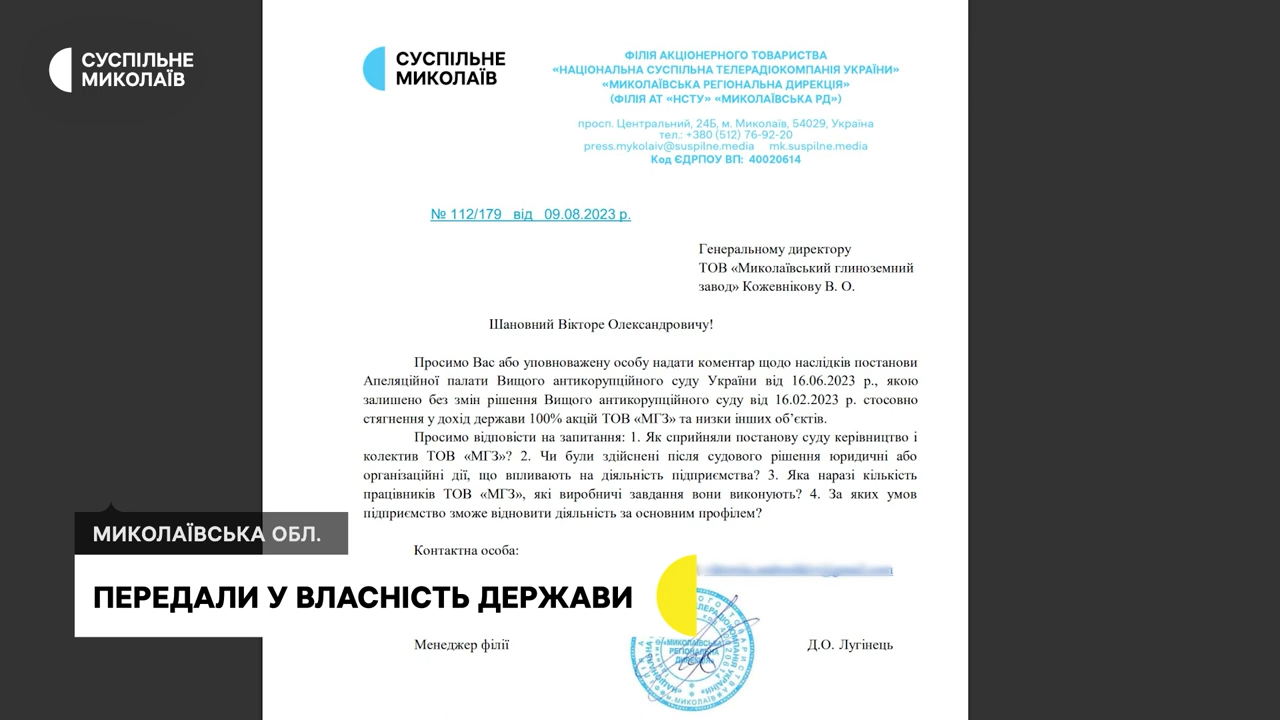 СУСПІЛЬНЕ
МИКОЛАЇВ
СУСПІЛЬНЕ
МИКОЛАЇВ
ФІЛІЯ АКЦІОНЕРНОГО ТОВАРИСТВА
«НАЦІОНАЛЬНА СУСПІЛЬНА ТЕЛЕРАДІОКОМПАНІЯ УКРАЇНИ»
«МИКОЛАЇВСЬКА РЕГІОНАЛЬНА ДИРЕКЦІЯ»
(ФІЛІЯ АТ «НСТУ» «МИКОЛАЇВСЬКА РД»)
просп. Центральний, 24Б, м. Миколаїв, 54029, Україна
тел.: +380 (512) 76-92-20
press.mykolaiv@suspilne.media mk.suspilne.media
Код ЄДРПОУ ВП: 40020614
№ 112/179 від 09.08.2023 р.
Генеральному директору
ТОВ «Миколаївський глиноземний
завод» Кожевнікову В. О.
Шановний Вікторе Олександровичу!
Просимо Вас або уповноважену особу надати коментар щодо наслідків постанови
Апеляційної палати Вищого антикорупційного суду України від 16.06.2023 р., якою
залишено без змін рішення Вищого антикорупційного суду від 16.02.2023 р. стосовно
стягнення у дохід держави 100% акцій ТОВ «МГЗ» та низки інших об’єктів.
Просимо відповісти на запитання: 1. Як сприйняли постанову суду керівництво і
колектив ТОВ «МГЗ»? 2. Чи були здійснені після судового рішення юридичні або
організаційні дії, що впливають на діяльність підприємства? 3. Яка наразі кількість
працівників ТОВ «МГЗ», які виробничі завдання вони виконують? 4. За яких умов
підприємство зможе відновити діяльність за основним профілем?
Контактна особа:
МИКОЛАЇВСЬКА ОБЛ.
ПЕРЕДАЛИ У ВЛАСНІСТЬ ДЕРЖАВИ
Менеджер філії
«МИКОЛАЇВСЬКА
РЕГІОНАЛЬНА
ДИРЕКЦІЯ»
Д.О. Лугінець